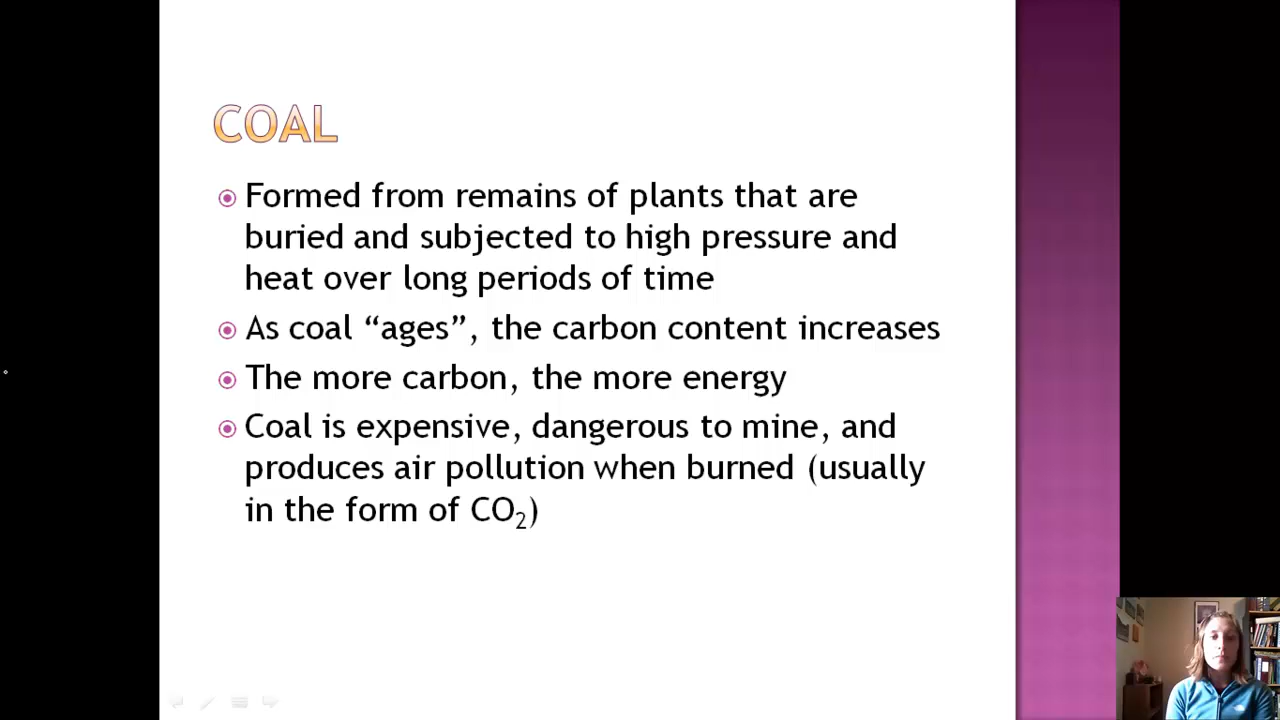 COAL
Formed from remains of plants that are
buried and subjected to high pressure and
heat over long periods of time
As coal “ages”, the carbon content increases
The more carbon, the more energy
Coal is expensive, dangerous to mine, and
produces air pollution when burned (usually
in the form of CO₂)